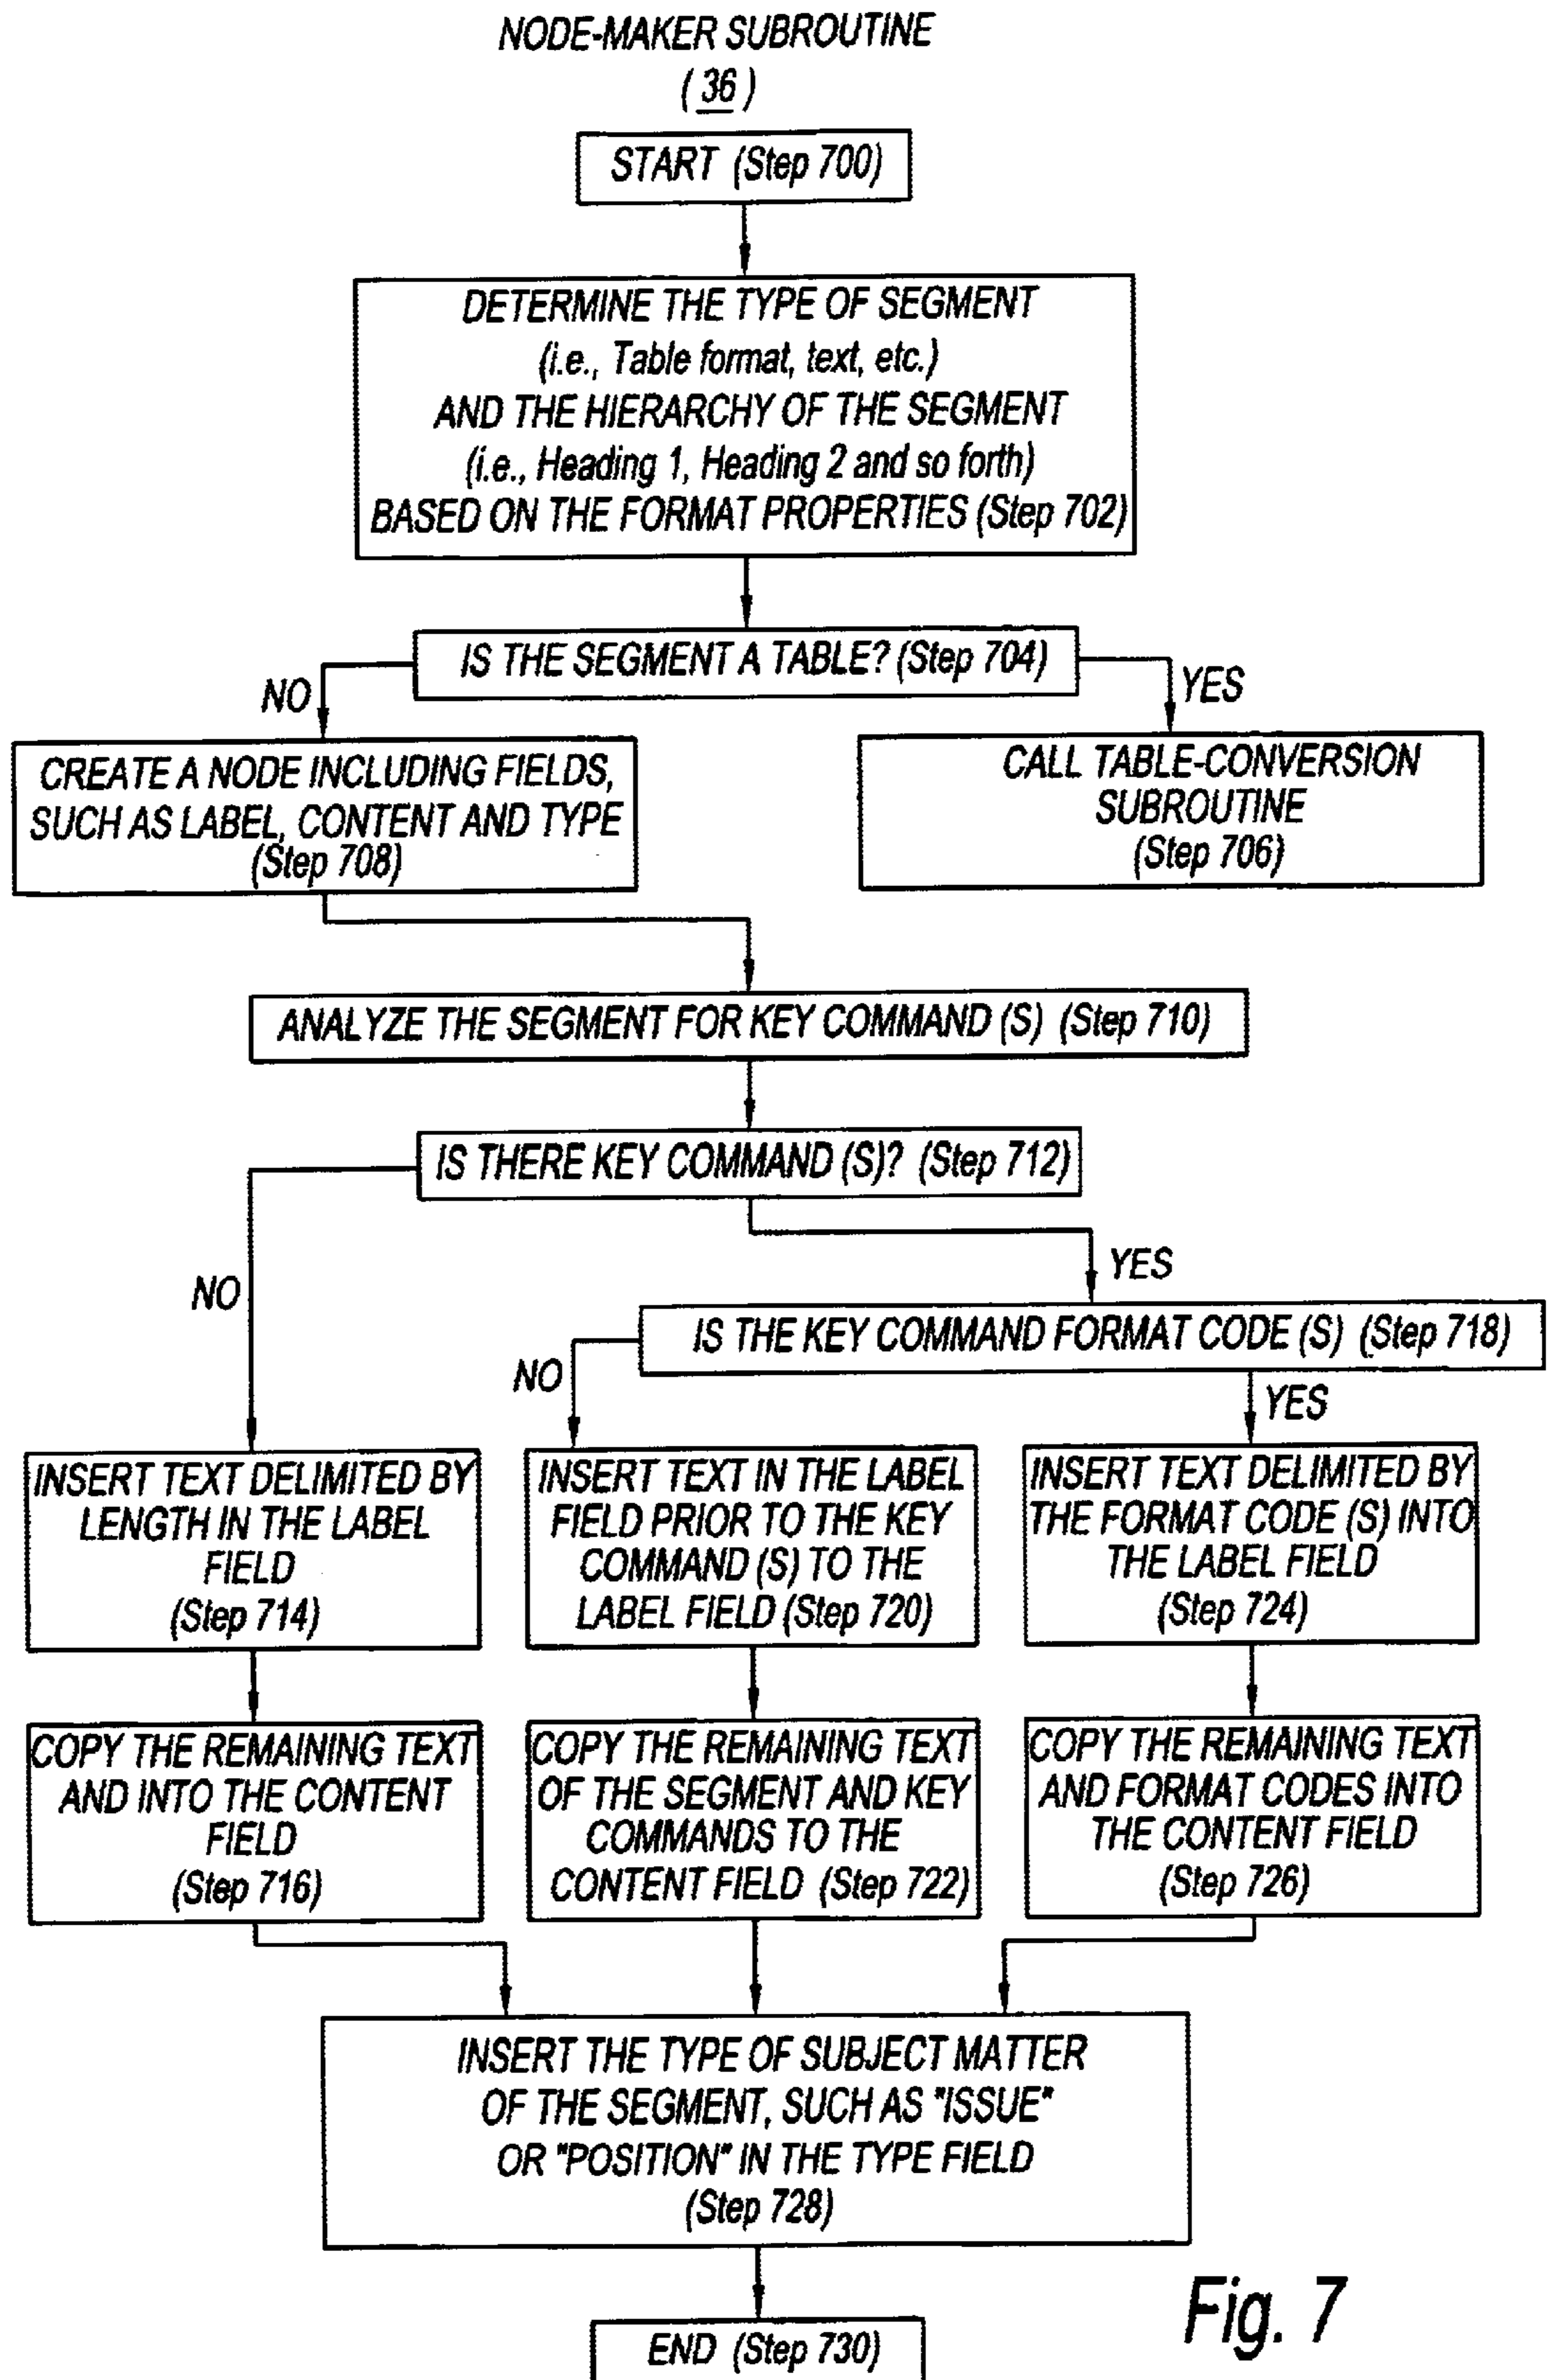 NODE-MAKER SUBROUTINE
(36)
START (Step 700)
DETERMINE THE TYPE OF SEGMENT
(i.e., Table format, text, etc.)
AND THE HIERARCHY OF THE SEGMENT
(i.e., Heading 1, Heading 2 and so forth)
BASED ON THE FORMAT PROPERTIES (Step 702)
IS THE SEGMENT A TABLE? (Step 704)
NO
YES
CREATE A NODE INCLUDING FIELDS,
SUCH AS LABEL, CONTENT AND TYPE
(Step 708)
CALL TABLE-CONVERSION
SUBROUTINE
(Step 706)
ANALYZE THE SEGMENT FOR KEY COMMAND (S) (Step 710)
IS THERE KEY COMMAND (S)? (Step 712)
NO
YES
IS THE KEY COMMAND FORMAT CODE (S) (Step 718)
NO
YES
INSERT TEXT DELIMITED BY
LENGTH IN THE LABEL
FIELD
(Step 714)
INSERT TEXT IN THE LABEL
FIELD PRIOR TO THE KEY
COMMAND (S) TO THE
LABEL FIELD (Step 720)
INSERT TEXT DELIMITED BY
THE FORMAT CODE (S) INTO
THE LABEL FIELD
(Step 724)
COPY THE REMAINING TEXT
AND INTO THE CONTENT
FIELD
(Step 716)
COPY THE REMAINING TEXT
OF THE SEGMENT AND KEY
COMMANDS TO THE
CONTENT FIELD (Step 722)
COPY THE REMAINING TEXT
AND FORMAT CODES INTO
THE CONTENT FIELD
(Step 726)
INSERT THE TYPE OF SUBJECT MATTER
OF THE SEGMENT, SUCH AS "ISSUE"
OR "POSITION" IN THE TYPE FIELD
(Step 728)
END (Step 730)
Fig. 7